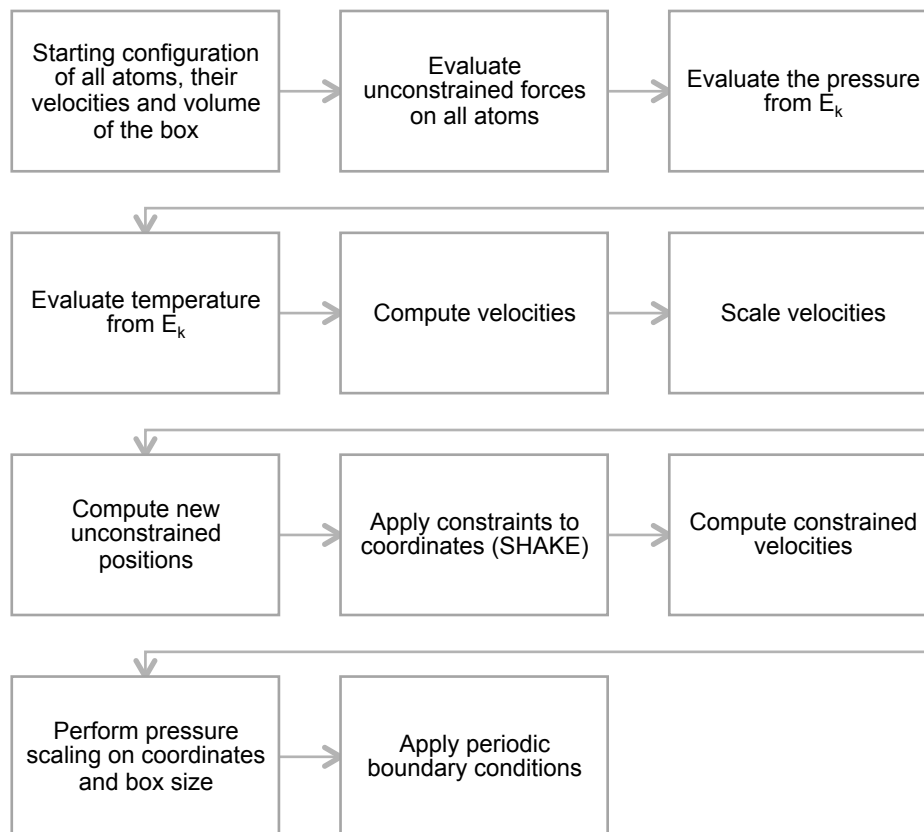 Starting configuration
of all atoms, their
velocities and volume
of the box
Evaluate
unconstrained forces
on all atoms
Evaluate the pressure
from Eₖ
Evaluate temperature
from Eₖ
Compute velocities
Scale velocities
Compute new
unconstrained
positions
Apply constraints to
coordinates (SHAKE)
Compute constrained
velocities
Perform pressure
scaling on coordinates
and box size
Apply periodic
boundary conditions